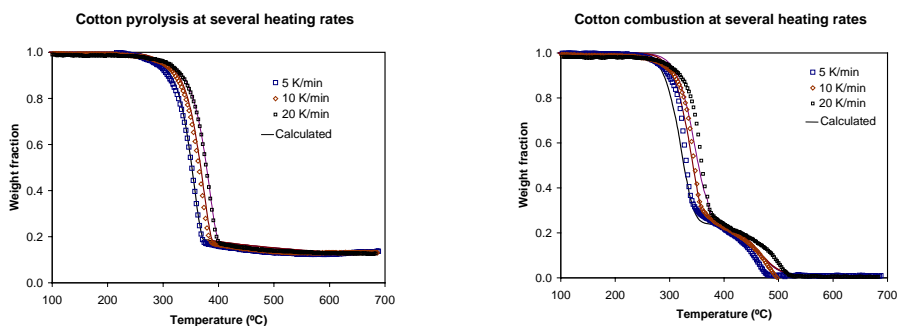 Cotton pyrolysis at several heating rates
1.0
0.8
0.6
0.4
0.2
0.0
Weight fraction
5 K/min
10 K/min
20 K/min
Calculated
100 200 300 400 500 600 700
Temperature (ºC)
Cotton combustion at several heating rates
1.0
0.8
0.6
0.4
0.2
0.0
Weight fraction
5 K/min
10 K/min
20 K/min
Calculated
100 200 300 400 500 600 700
Temperature (ºC)